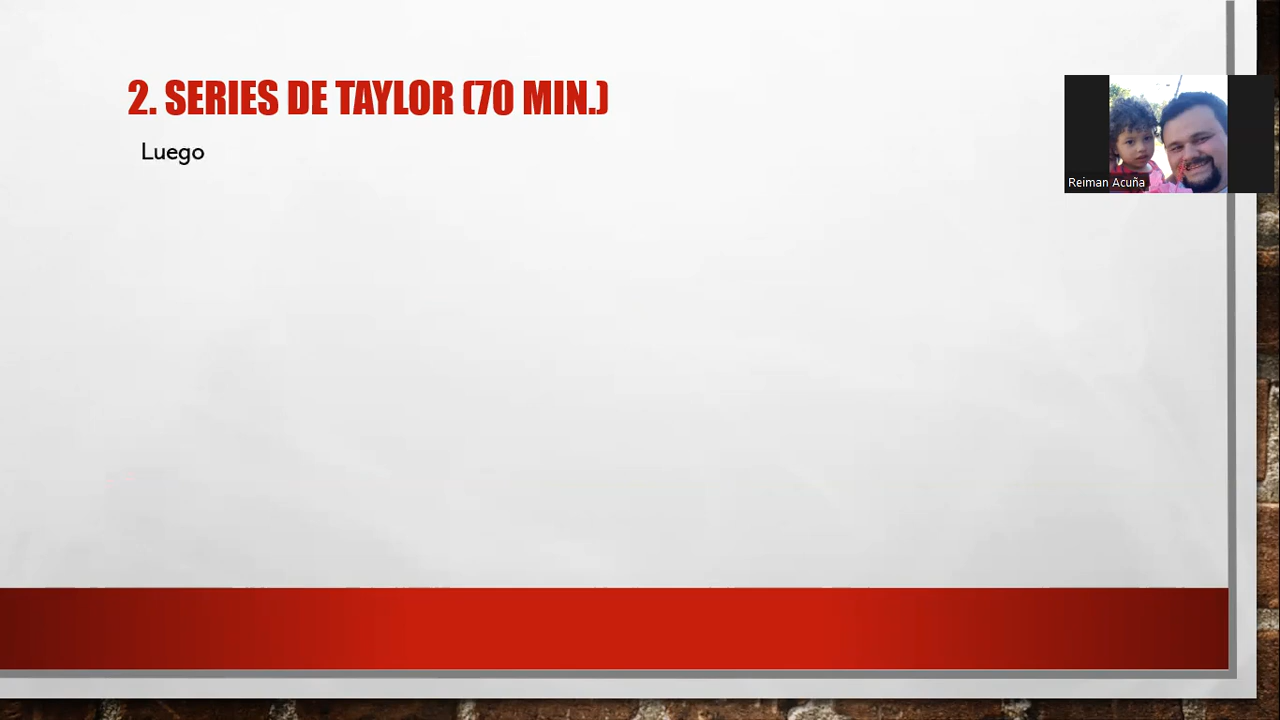 2. SERIES DE TAYLOR (70 MIN.)
Luego
Reiman Acuña